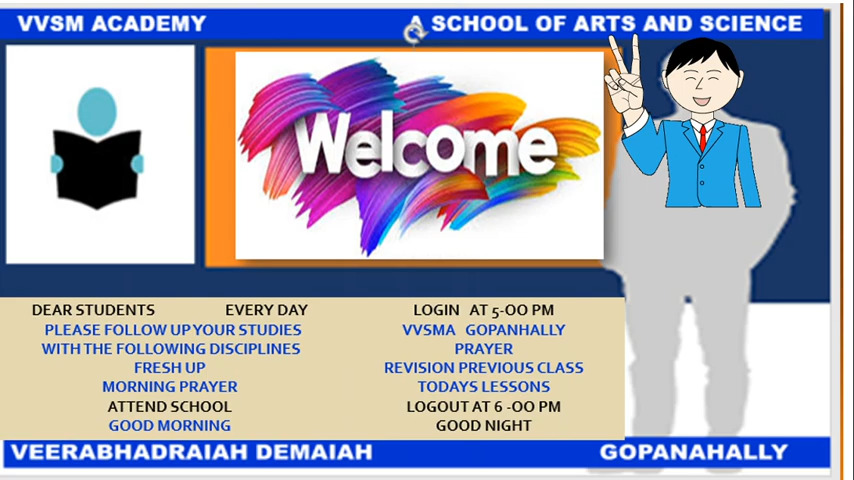 VVSM ACADEMY
A SCHOOL OF ARTS AND SCIENCE
Welcome
DEAR STUDENTS EVERY DAY
PLEASE FOLLOW UP YOUR STUDIES
WITH THE FOLLOWING DISCIPLINES
FRESH UP
MORNING PRAYER
ATTEND SCHOOL
GOOD MORNING
LOGIN AT 5-OO PM
VVSMA GOPANHALLY
PRAYER
REVISION PREVIOUS CLASS
TODAYS LESSONS
LOGOUT AT 6 -OO PM
GOOD NIGHT
VEERABHADRAIAH DEMAIAH
GOPANAHALLY